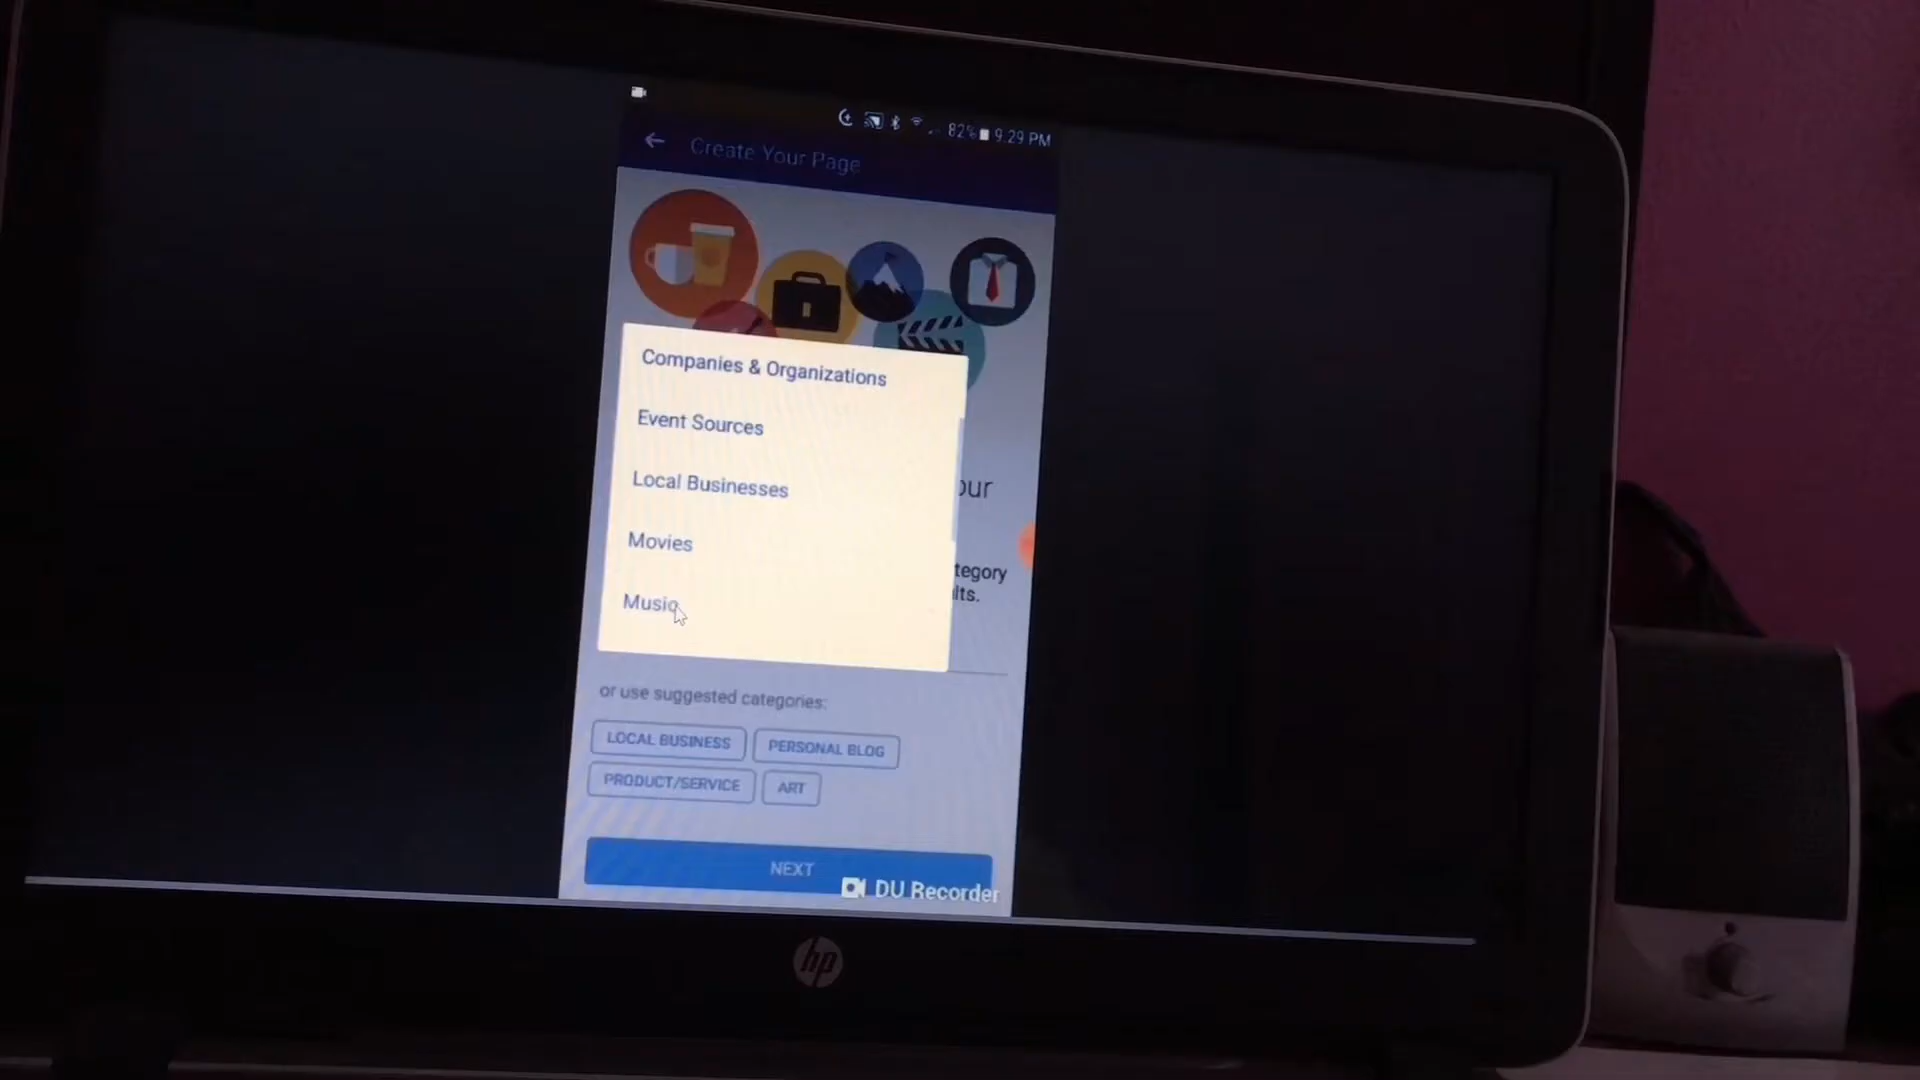 82% 9.29 PM
Create Your Page
Companies & Organizations
Event Sources
Local Businesses
our
Movies
tegory
lts.
Music
or use suggested categories:
LOCAL BUSINESS PERSONAL BLOG
PRODUCT/SERVICE ART
NEXT
DU Recorder
hp